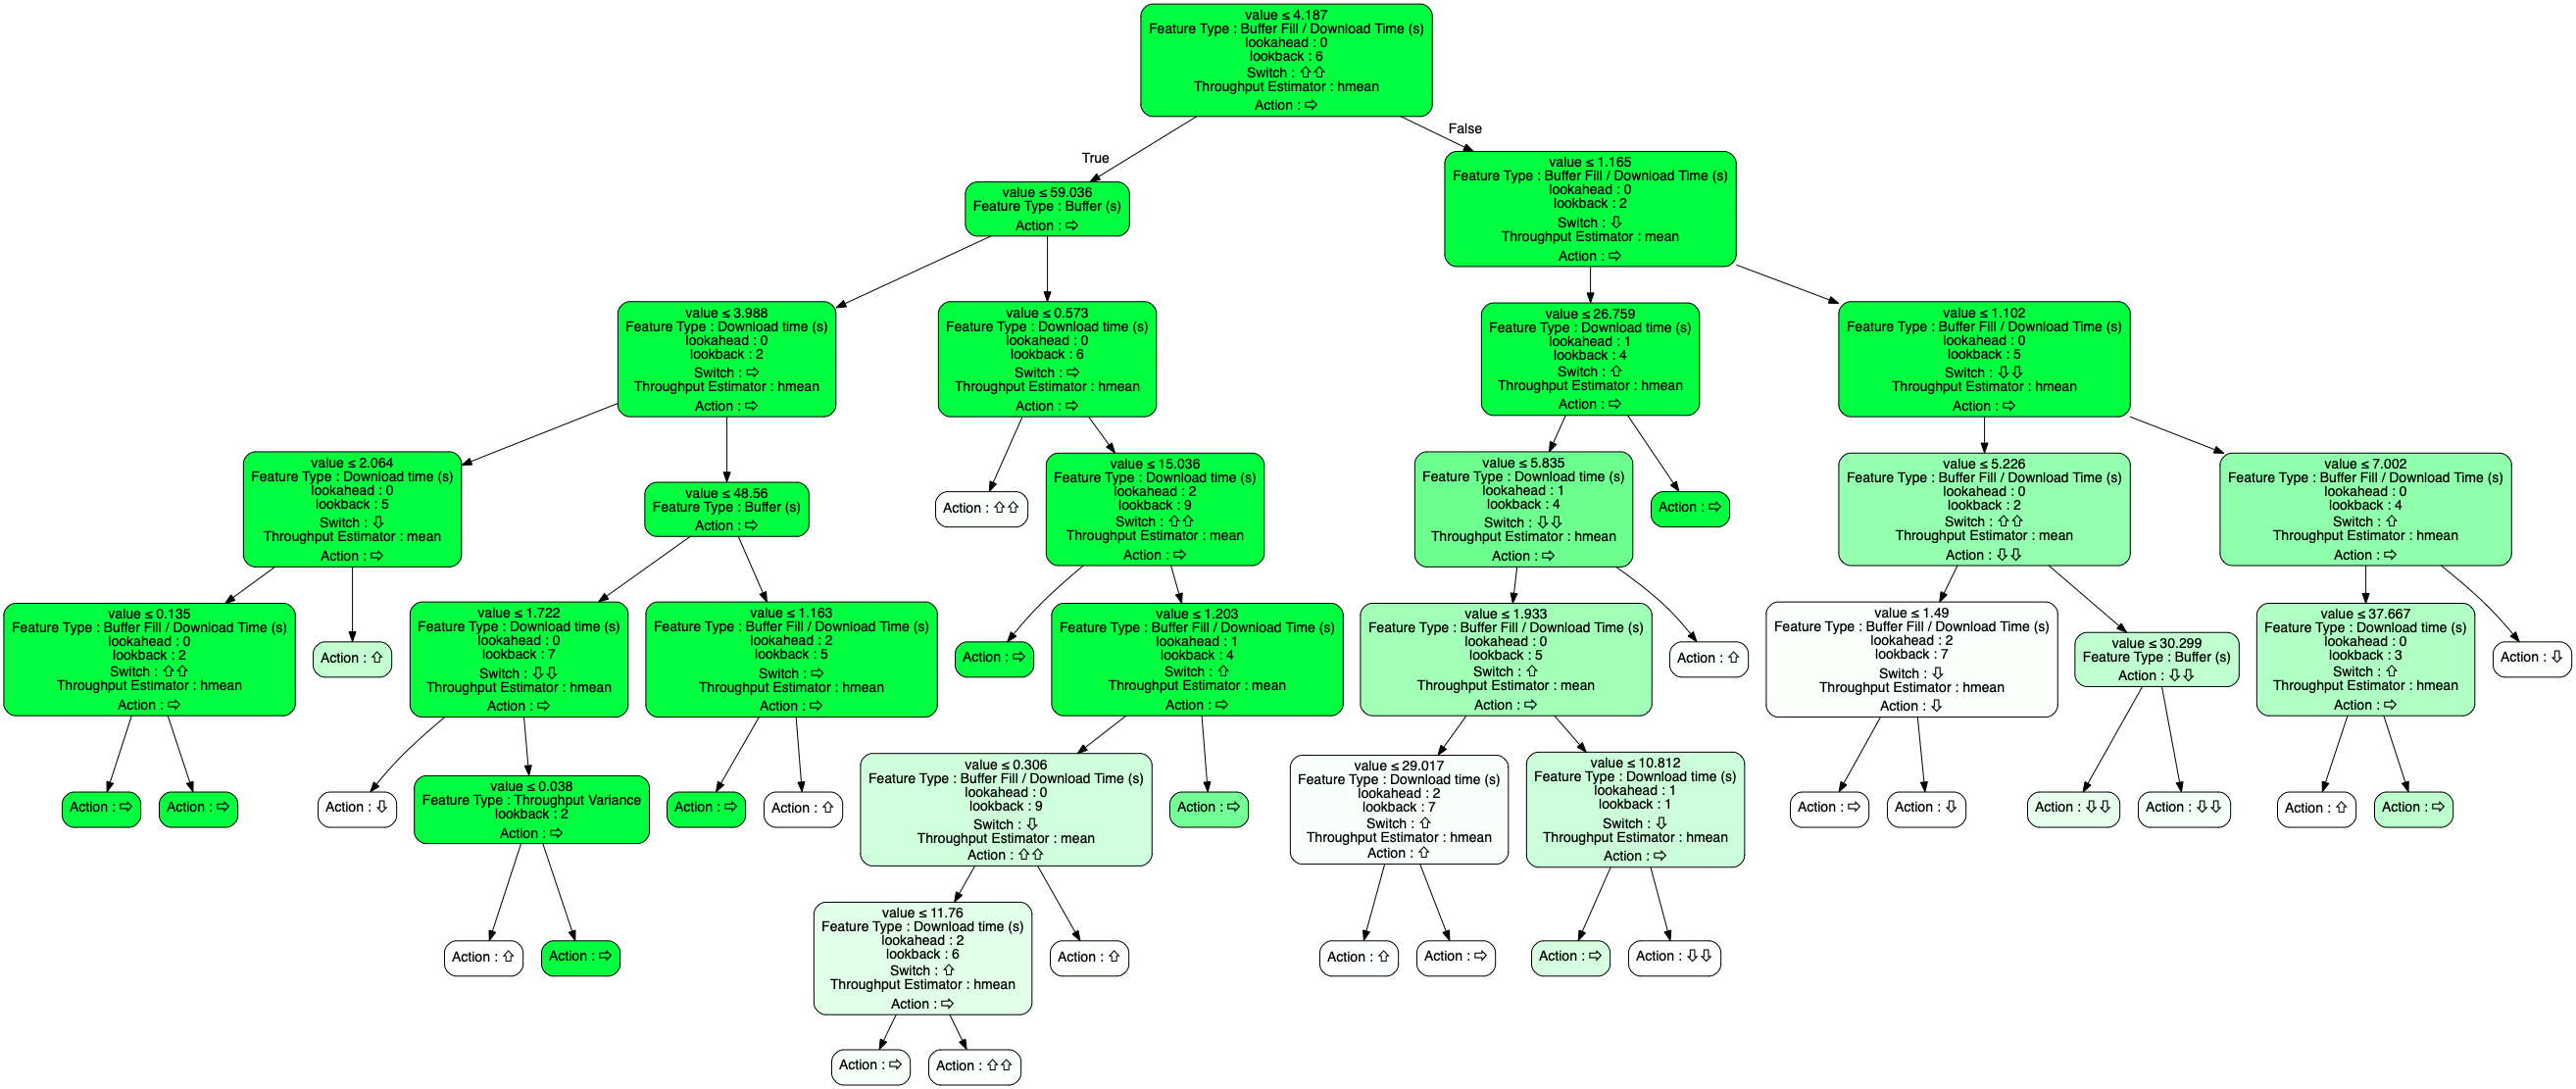 value ≤ 4.187
Feature Type : Buffer Fill / Download Time (s)
lookahead : 0
lookback : 6
Switch : ⇧⇧
Throughput Estimator : hmean
Action : ⇨
True
False
value ≤ 59.036
Feature Type : Buffer (s)
Action : ⇨
value ≤ 1.165
Feature Type : Buffer Fill / Download Time (s)
lookahead : 0
lookback : 2
Switch : ⇩
Throughput Estimator : mean
Action : ⇨
value ≤ 3.988
Feature Type : Download time (s)
lookahead : 0
lookback : 2
Switch : ⇨
Throughput Estimator : hmean
Action : ⇨
value ≤ 0.573
Feature Type : Download time (s)
lookahead : 0
lookback : 6
Switch : ⇨
Throughput Estimator : hmean
Action : ⇨
value ≤ 26.759
Feature Type : Download time (s)
lookahead : 1
lookback : 4
Switch : ⇧
Throughput Estimator : hmean
Action : ⇨
value ≤ 1.102
Feature Type : Buffer Fill / Download Time (s)
lookahead : 0
lookback : 5
Switch : ⇩⇩
Throughput Estimator : hmean
Action : ⇨
value ≤ 2.064
Feature Type : Download time (s)
lookahead : 0
lookback : 5
Switch : ⇩
Throughput Estimator : mean
Action : ⇨
value ≤ 48.56
Feature Type : Buffer (s)
Action : ⇨
Action : ⇧⇧
value ≤ 15.036
Feature Type : Download time (s)
lookahead : 2
lookback : 9
Switch : ⇧⇧
Throughput Estimator : mean
Action : ⇨
value ≤ 5.835
Feature Type : Download time (s)
lookahead : 1
lookback : 4
Switch : ⇩⇩
Throughput Estimator : hmean
Action : ⇨
Action : ⇨
value ≤ 5.226
Feature Type : Buffer Fill / Download Time (s)
lookahead : 0
lookback : 2
Switch : ⇧⇧
Throughput Estimator : mean
Action : ⇩⇩
value ≤ 7.002
Feature Type : Buffer Fill / Download Time (s)
lookahead : 0
lookback : 4
Switch : ⇧
Throughput Estimator : hmean
Action : ⇨
value ≤ 0.135
Feature Type : Buffer Fill / Download Time (s)
lookahead : 0
lookback : 2
Switch : ⇧⇧
Throughput Estimator : hmean
Action : ⇨
Action : ⇧
value ≤ 1.722
Feature Type : Download time (s)
lookahead : 0
lookback : 7
Switch : ⇩⇩
Throughput Estimator : hmean
Action : ⇨
value ≤ 1.163
Feature Type : Buffer Fill / Download Time (s)
lookahead : 2
lookback : 5
Switch : ⇨
Throughput Estimator : hmean
Action : ⇨
Action : ⇨
value ≤ 1.203
Feature Type : Buffer Fill / Download Time (s)
lookahead : 1
lookback : 4
Switch : ⇧
Throughput Estimator : mean
Action : ⇨
value ≤ 1.933
Feature Type : Buffer Fill / Download Time (s)
lookahead : 0
lookback : 5
Switch : ⇧
Throughput Estimator : mean
Action : ⇨
Action : ⇧
value ≤ 1.49
Feature Type : Buffer Fill / Download Time (s)
lookahead : 2
lookback : 7
Switch : ⇩
Throughput Estimator : hmean
Action : ⇩
value ≤ 30.299
Feature Type : Buffer (s)
Action : ⇩⇩
value ≤ 37.667
Feature Type : Download time (s)
lookahead : 0
lookback : 3
Switch : ⇧
Throughput Estimator : hmean
Action : ⇨
Action : ⇩
Action : ⇨
Action : ⇨
Action : ⇩
value ≤ 0.038
Feature Type : Throughput Variance
lookback : 2
Action : ⇨
Action : ⇨
Action : ⇧
value ≤ 0.306
Feature Type : Buffer Fill / Download Time (s)
lookahead : 0
lookback : 9
Switch : ⇩
Throughput Estimator : mean
Action : ⇧⇧
Action : ⇨
value ≤ 29.017
Feature Type : Download time (s)
lookahead : 2
lookback : 7
Switch : ⇧
Throughput Estimator : hmean
Action : ⇧
value ≤ 10.812
Feature Type : Download time (s)
lookahead : 1
lookback : 1
Switch : ⇩
Throughput Estimator : hmean
Action : ⇨
Action : ⇨
Action : ⇩
Action : ⇩⇩
Action : ⇩⇩
Action : ⇧
Action : ⇨
Action : ⇧
Action : ⇨
value ≤ 11.76
Feature Type : Download time (s)
lookahead : 2
lookback : 6
Switch : ⇧
Throughput Estimator : hmean
Action : ⇨
Action : ⇧
Action : ⇧
Action : ⇨
Action : ⇨
Action : ⇩⇩
Action : ⇨
Action : ⇧⇧